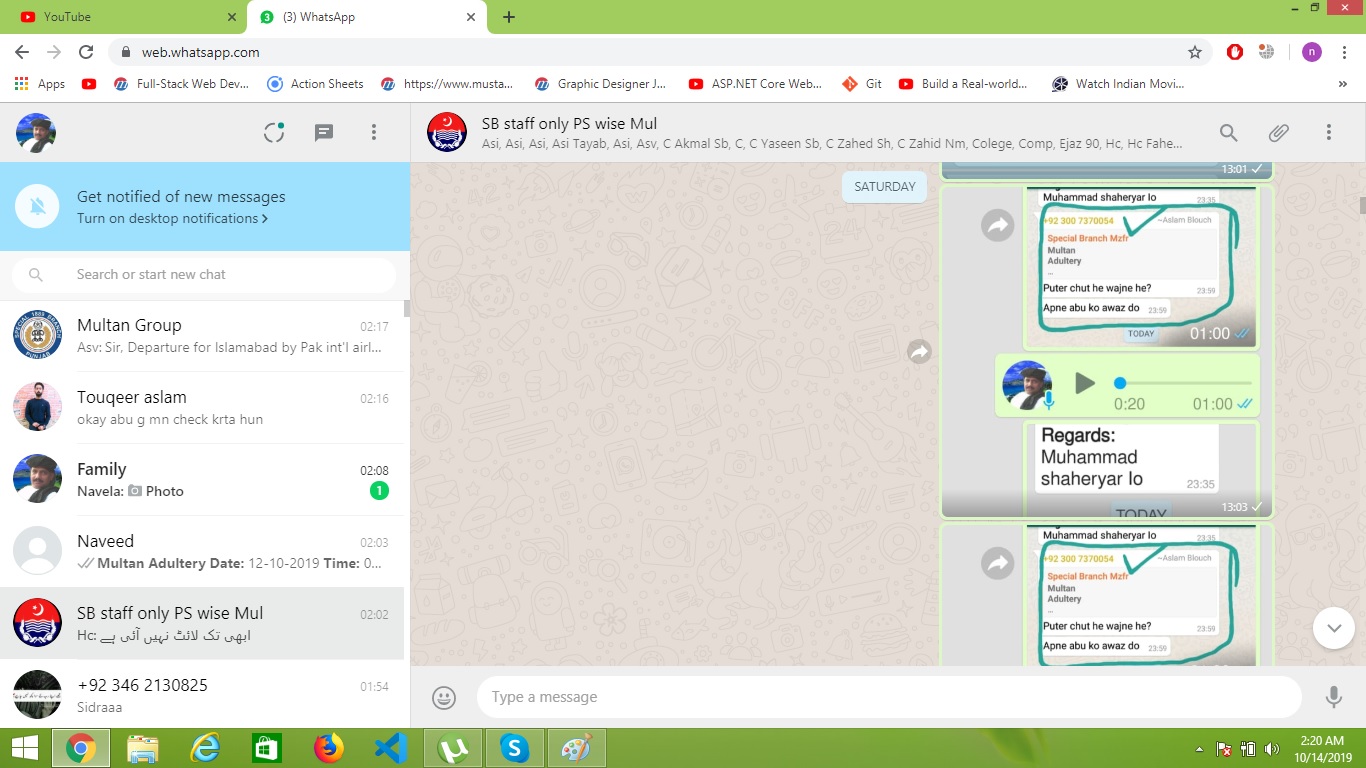 YouTube
(3) WhatsApp
web.whatsapp.com
n
Apps
Full-Stack Web Dev...
Action Sheets
https://www.musta...
Graphic Designer J...
ASP.NET Core Web...
Git
Build a Real-world...
Watch Indian Movi...
»
SB staff only PS wise Mul
Asi, Asi, Asi, Asi Tayab, Asi, Asv, C Akmal Sb, C, C Yaseen Sb, C Zahed Sh, C Zahid Nm, Colege, Comp, Ejaz 90, Hc, Hc Fahe...
Get notified of new messages
Turn on desktop notifications
Search or start new chat
Multan Group
02:17
Asv: Sir, Departure for Islamabad by Pak int'l airl...
Touqeer aslam
02:16
okay abu g mn check krta hun
Family
02:08
Navela: Photo
1
Naveed
02:03
Multan Adultery Date: 12-10-2019 Time: 0...
SB staff only PS wise Mul
02:02
Hc: ابھی تک لائٹ نہیں آئی ہے
+92 346 2130825
01:54
Sidraaa
13:01
SATURDAY
Muhammad shaheryar lo
23:35
+92 300 7370054
~Aslam Blouch
Special Branch Mzfr
Multan
Adultery
...
Puter chut he wajne he?
23:59
Apne abu ko awaz do
23:59
TODAY
01:00
0:20
01:00
Regards:
Muhammad
shaheryar lo
23:35
TODAY
13:03
Muhammad shaheryar lo
23:35
+92 300 7370054
~Aslam Blouch
Special Branch Mzfr
Multan
Adultery
...
Puter chut he wajne he?
23:59
Apne abu ko awaz do
23:59
Type a message
2:20 AM
10/14/2019